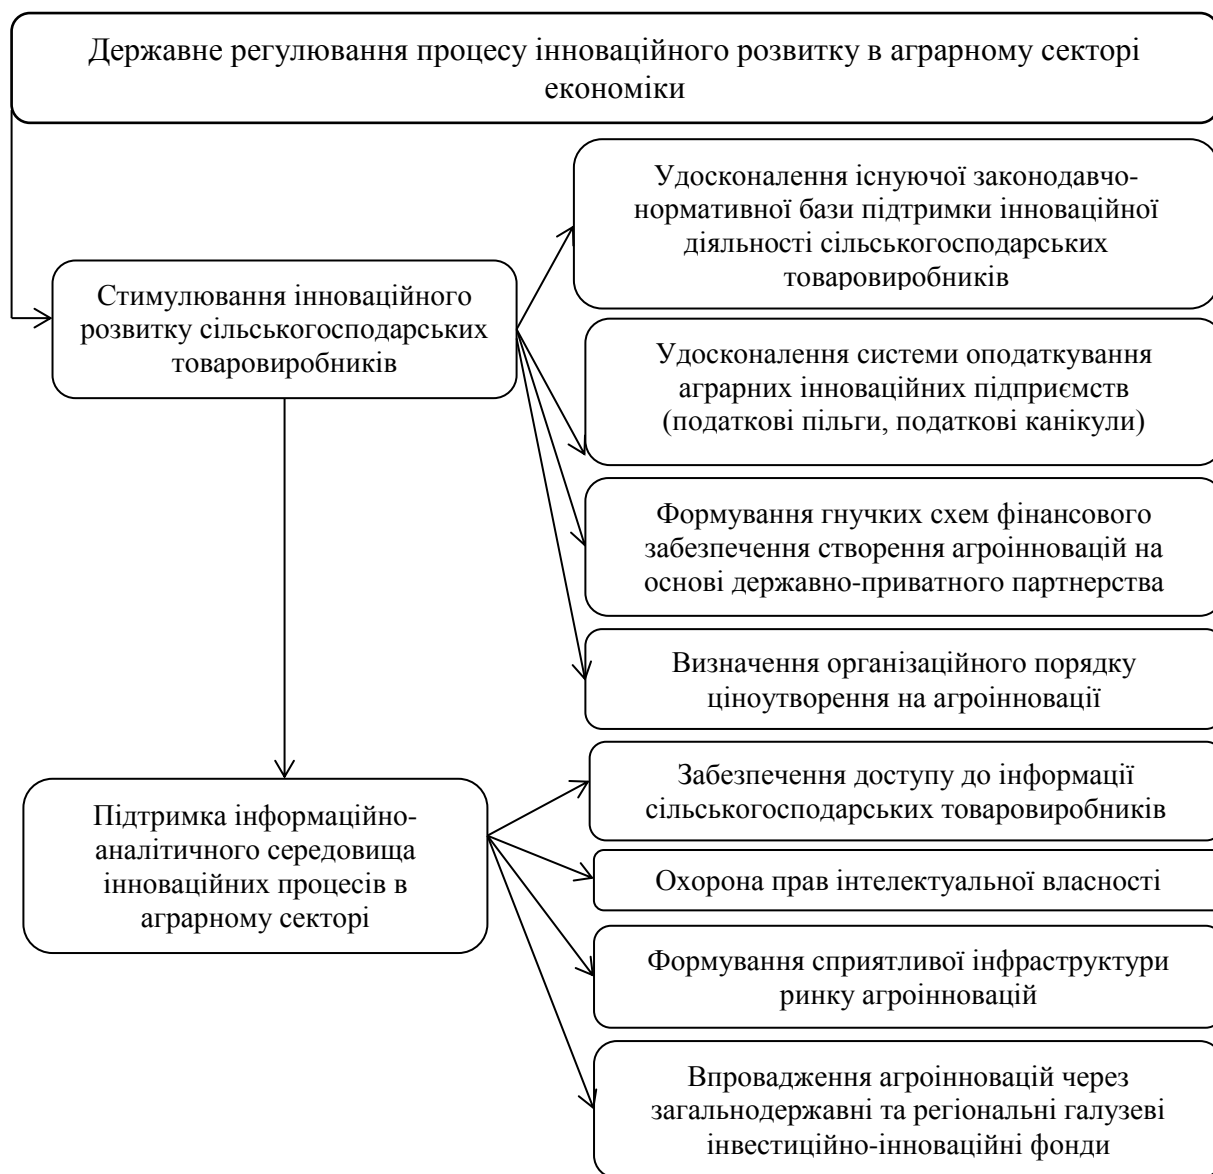 Державне регулювання процесу інноваційного розвитку в аграрному секторі
економіки
Стимулювання інноваційного
розвитку сільськогосподарських
товаровиробників
Удосконалення існуючої законодавчо-
нормативної бази підтримки інноваційної
діяльності сільськогосподарських
товаровиробників
Удосконалення системи оподаткування
аграрних інноваційних підприємств
(податкові пільги, податкові канікули)
Формування гнучких схем фінансового
забезпечення створення агроінновацій на
основі державно-приватного партнерства
Визначення організаційного порядку
ціноутворення на агроінновації
Підтримка інформаційно-
аналітичного середовища
інноваційних процесів в
аграрному секторі
Забезпечення доступу до інформації
сільськогосподарських товаровиробників
Охорона прав інтелектуальної власності
Формування сприятливої інфраструктури
ринку агроінновацій
Впровадження агроінновацій через
загальнодержавні та регіональні галузеві
інвестиційно-інноваційні фонди